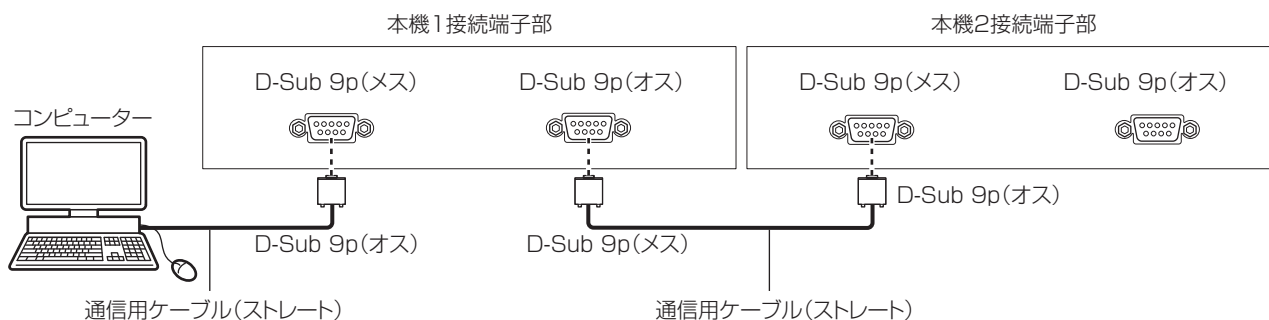 本機1接続端子部
本機2接続端子部
D-Sub 9p(メス)
D-Sub 9p(オス)
D-Sub 9p(メス)
D-Sub 9p(オス)
コンピューター
D-Sub 9p(オス)
D-Sub 9p(オス)
D-Sub 9p(メス)
通信用ケーブル(ストレート)
通信用ケーブル(ストレート)